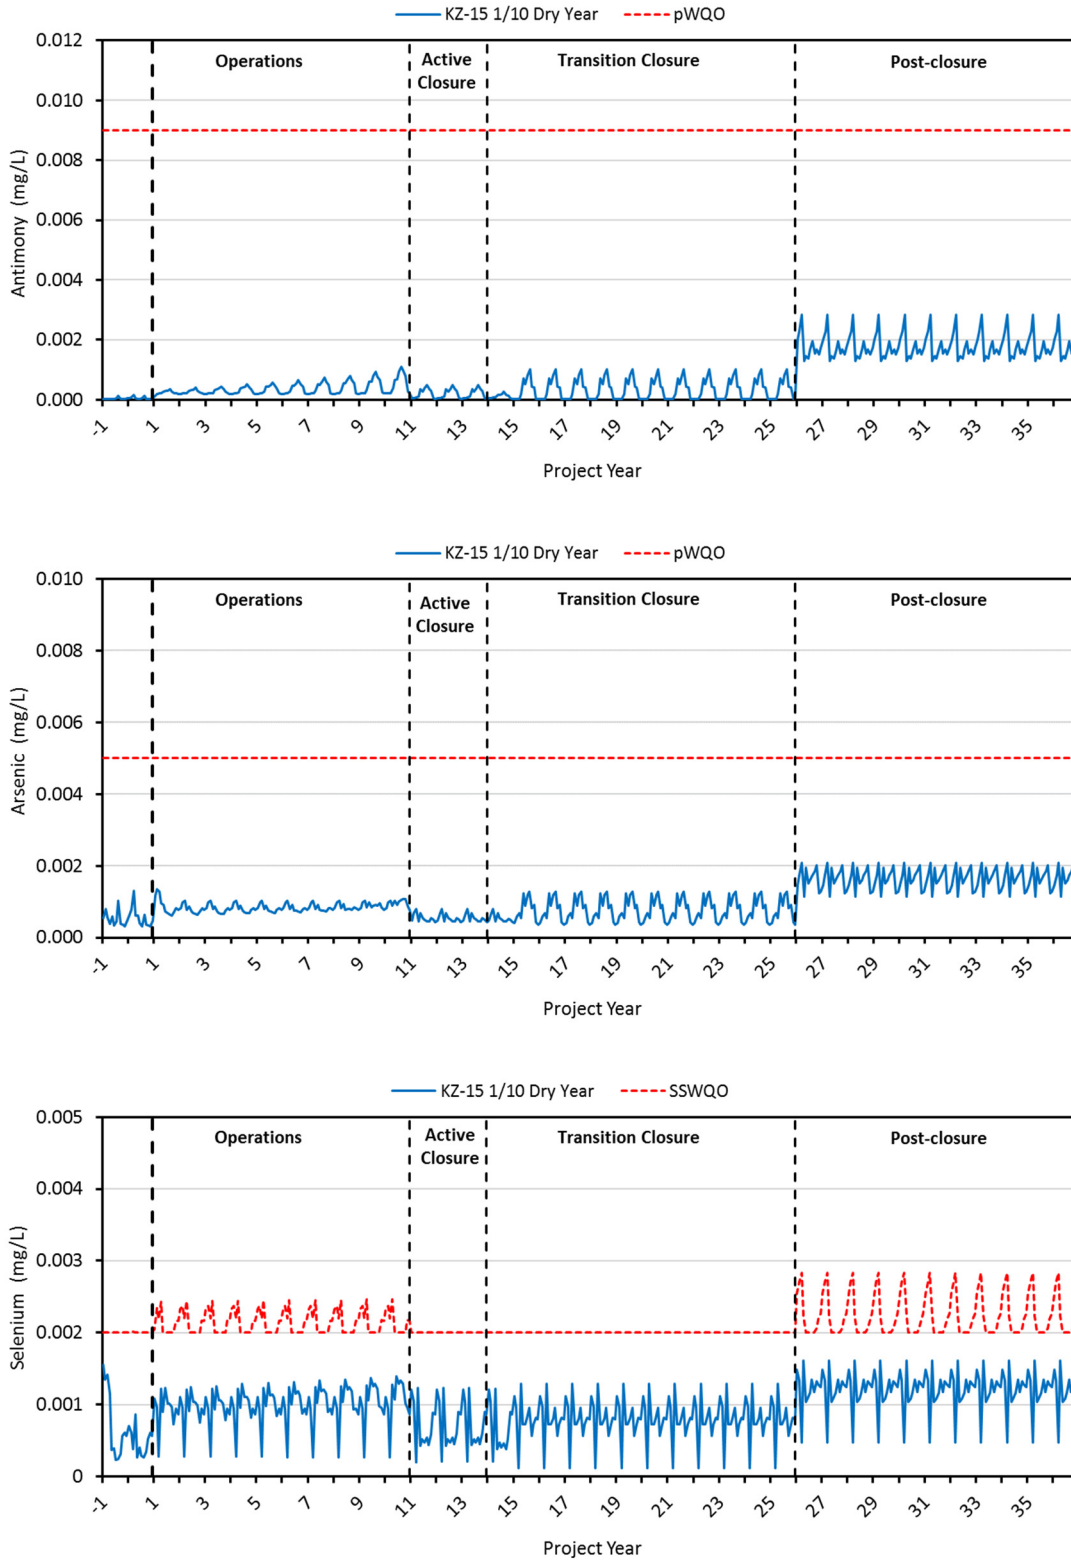 KZ-15 1/10 Dry Year pWQO
0.012
0.010
0.008
0.006
0.004
0.002
0.000
Antimony (mg/L)
Operations
Active
Closure
Transition Closure
Post-closure
-1 1 3 5 7 9 11 13 15 17 19 21 23 25 27 29 31 33 35
Project Year
KZ-15 1/10 Dry Year pWQO
0.010
0.008
0.006
0.004
0.002
0.000
Arsenic (mg/L)
Operations
Active
Closure
Transition Closure
Post-closure
-1 1 3 5 7 9 11 13 15 17 19 21 23 25 27 29 31 33 35
Project Year
KZ-15 1/10 Dry Year SSWQO
0.005
0.004
0.003
0.002
0.001
0
Selenium (mg/L)
Operations
Active
Closure
Transition Closure
Post-closure
-1 1 3 5 7 9 11 13 15 17 19 21 23 25 27 29 31 33 35
Project Year